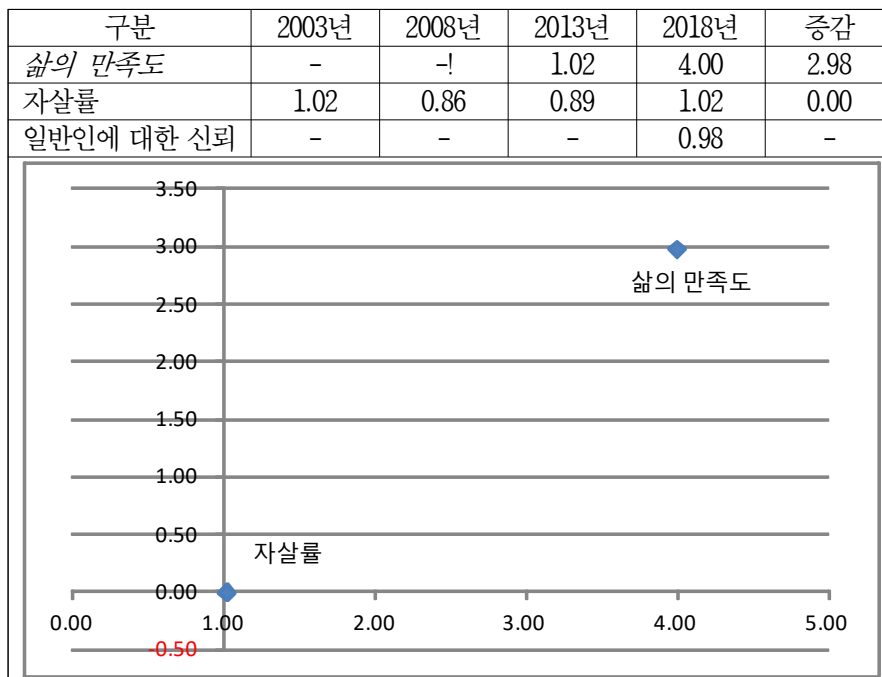 구분 2003년 2008년 2013년 2018년 증감
삶의 만족도 - -! 1.02 4.00 2.98
자살률 1.02 0.86 0.89 1.02 0.00
일반인에 대한 신뢰 - - - 0.98 -
3.50
3.00
삶의 만족도
2.50
2.00
1.50
1.00
0.50
자살률
0.00
0.00 1.00 2.00 3.00 4.00 5.00
-0.50